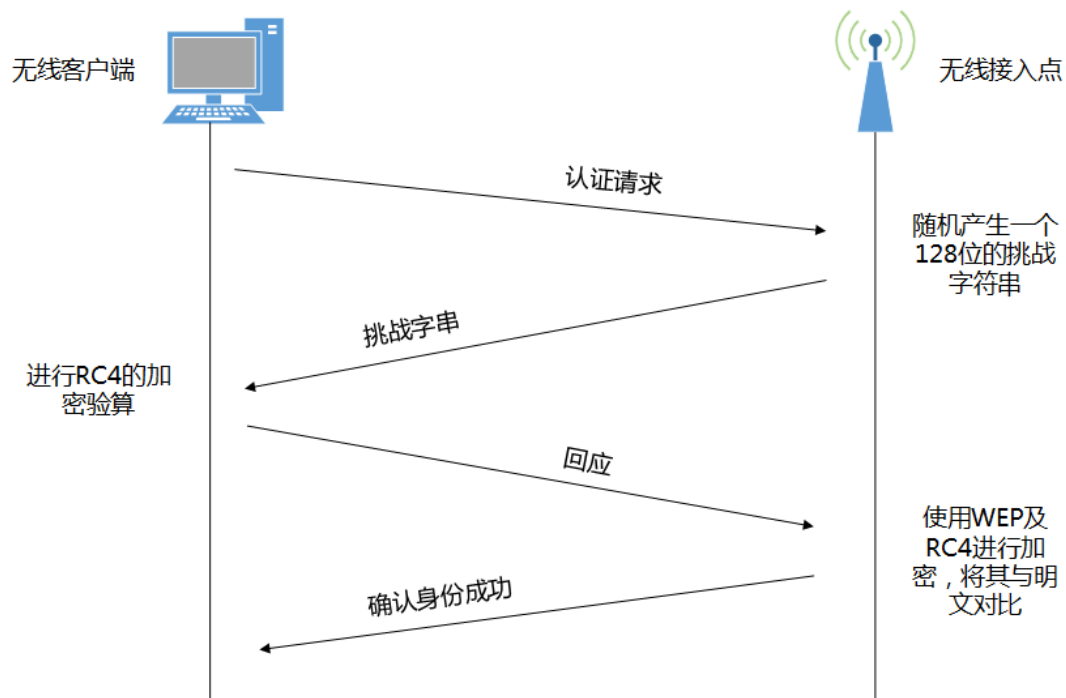 无线客户端
无线接入点
认证请求
随机产生一个
128位的挑战
字符串
挑战字串
进行RC4的加
密验算
回应
使用WEP及
RC4进行加
密，将其与明
文对比
确认身份成功